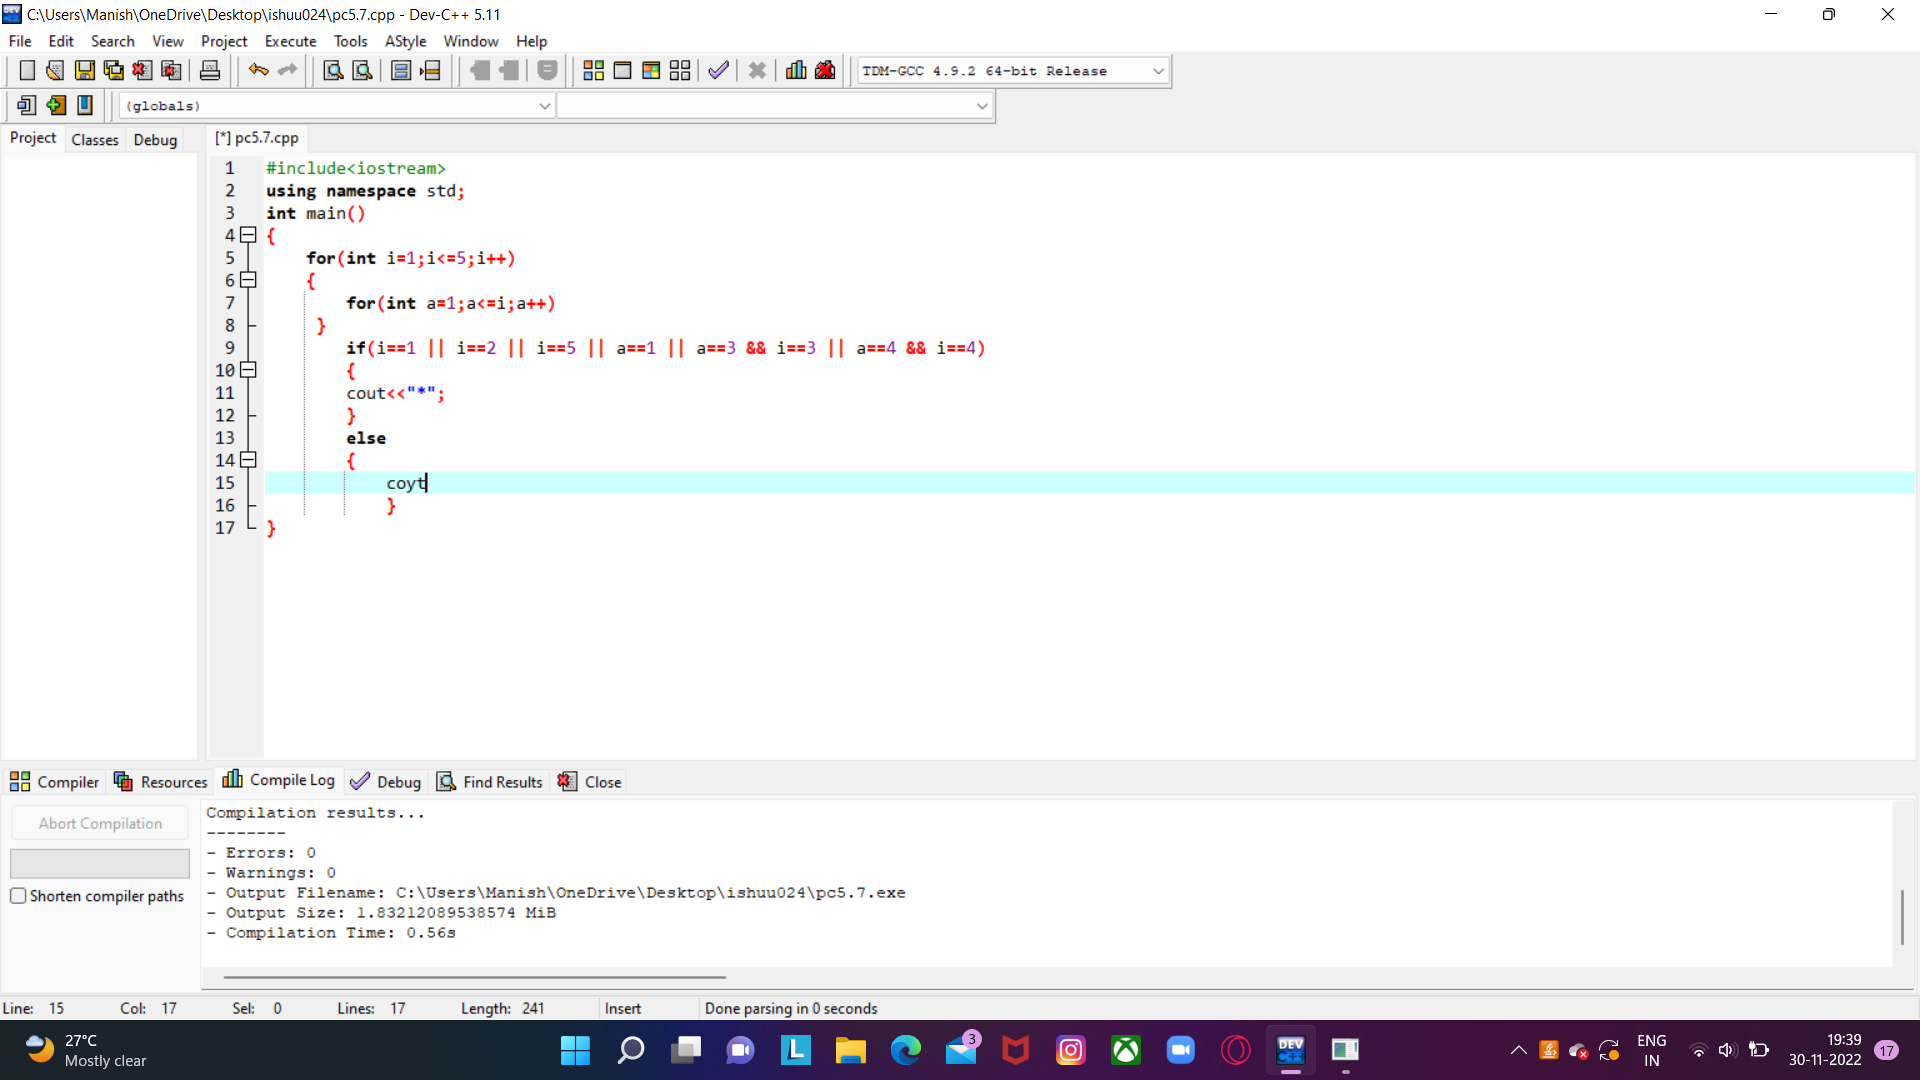 C:\Users\Manish\OneDrive\Desktop\ishuu024\pc5.7.cpp - Dev-C++ 5.11
File Edit Search View Project Execute Tools AStyle Window Help
TDM-GCC 4.9.2 64-bit Release
(globals)
Project Classes Debug [*] pc5.7.cpp
1 #include<iostream>
2 using namespace std;
3 int main()
4 {
5 for(int i=1;i<=5;i++)
6 {
7 for(int a=1;a<=i;a++)
8 }
9 if(i==1 || i==2 || i==5 || a==1 || a==3 && i==3 || a==4 && i==4)
10 {
11 cout<<"*";
12 }
13 else
14 {
15 coyt
16 }
17 }
Compiler Resources Compile Log Debug Find Results Close
Abort Compilation
Shorten compiler paths
Compilation results...
--------
- Errors: 0
- Warnings: 0
- Output Filename: C:\Users\Manish\OneDrive\Desktop\ishuu024\pc5.7.exe
- Output Size: 1.83212089538574 MiB
- Compilation Time: 0.56s
Line: 15 Col: 17 Sel: 0 Lines: 17 Length: 241 Insert Done parsing in 0 seconds
27°C
Mostly clear
L
3
DEV
C++
ENG
IN
19:39
30-11-2022
17